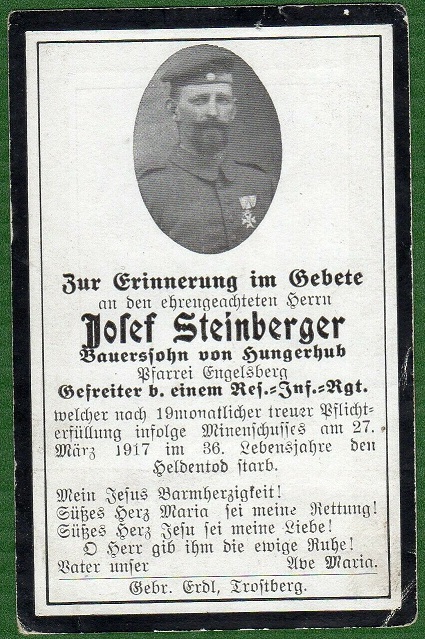 Zur Erinnerung im Gebete
an den ehrengeachteten Herrn
Josef Steinberger
Bauerssohn von Hungerhub
Pfarrei Engelsberg
Gefreiter b. einem Res.=Inf.=Rgt.
welcher nach 19monatlicher treuer Pflicht-
erfüllung infolge Minenschusses am 27.
März 1917 im 36. Lebensjahre den
Heldentod starb.
Mein Jesus Barmherzigkeit!
Süßes Herz Maria sei meine Rettung!
Süßes Herz Jesu sei meine Liebe!
O Herr gib ihm die ewige Ruhe!
Vater unser Ave Maria.
Gebr. Erdl, Trostberg.